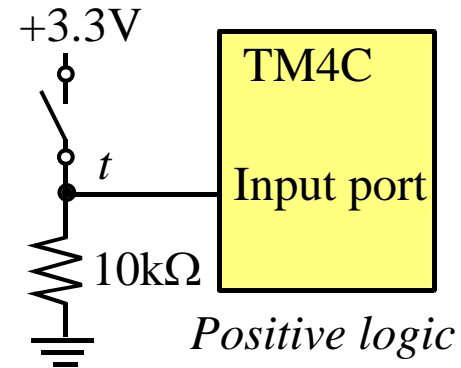 +3.3V
TM4C
t
Input port
10kΩ
Positive logic